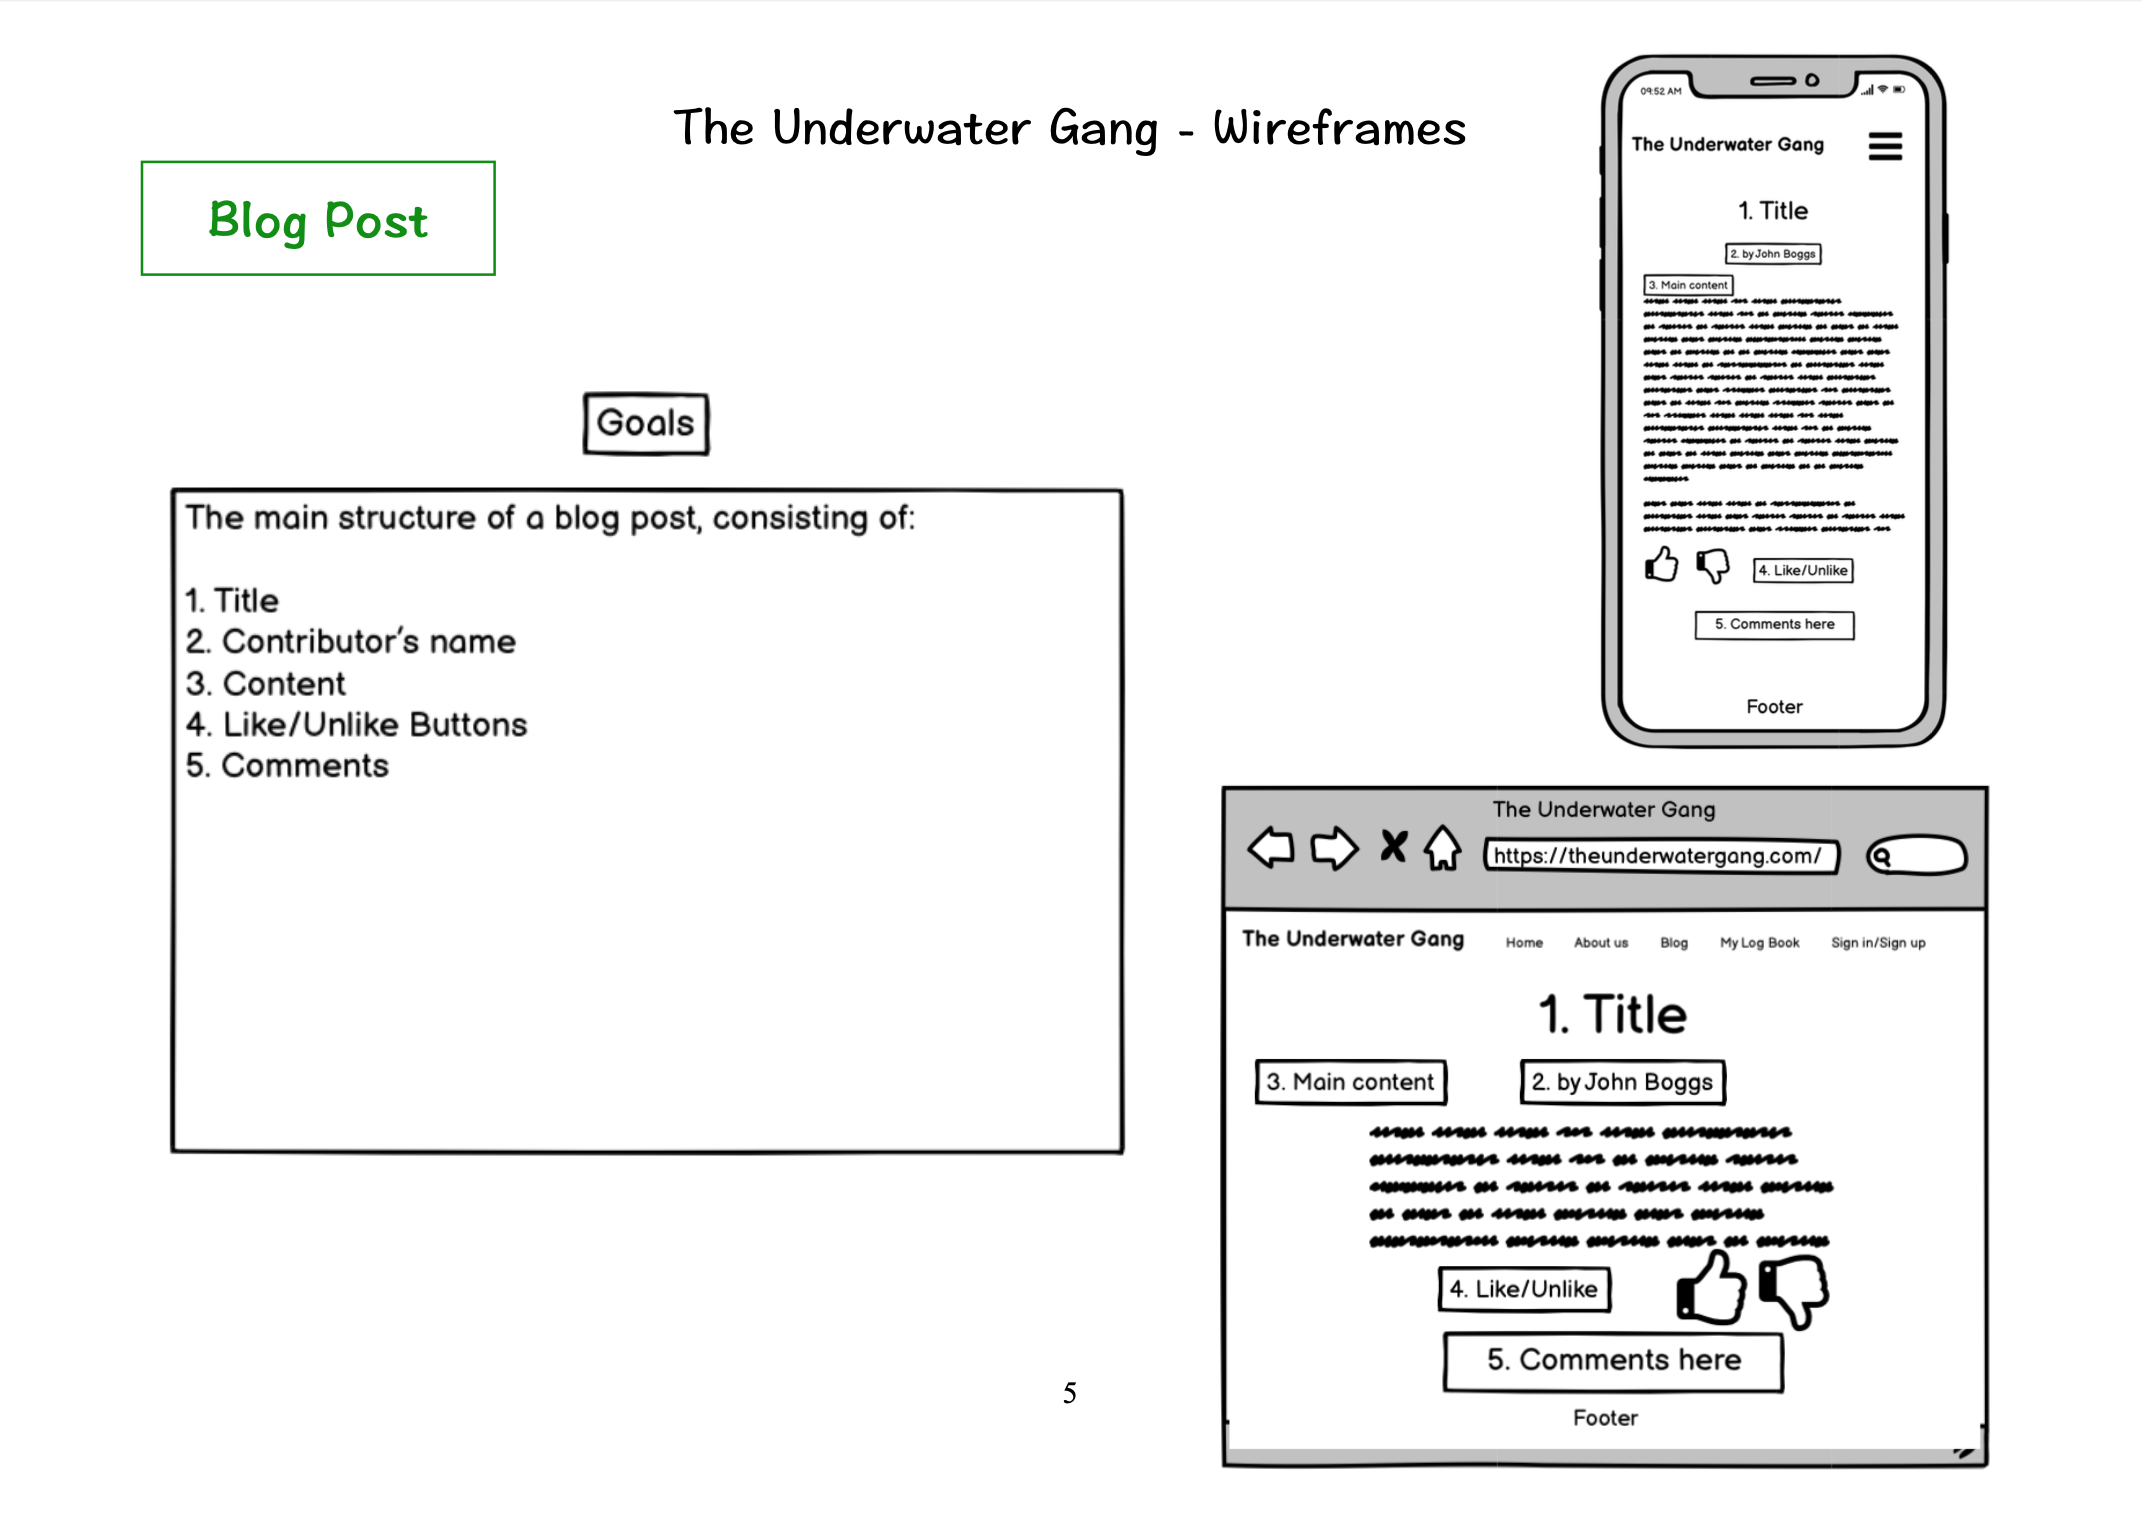 The Underwater Gang - Wireframes
Blog Post
Goals
The main structure of a blog post, consisting of:
1. Title
2. Contributor's name
3. Content
4. Like/Unlike Buttons
5. Comments
09:52 AM
The Underwater Gang
1. Title
2. by John Boggs
3. Main content
4. Like/Unlike
5. Comments here
Footer
The Underwater Gang
https://theunderwatergang.com/
The Underwater Gang Home About us Blog My Log Book Sign in/Sign up
1. Title
3. Main content 2. by John Boggs
4. Like/Unlike
5. Comments here
Footer
5